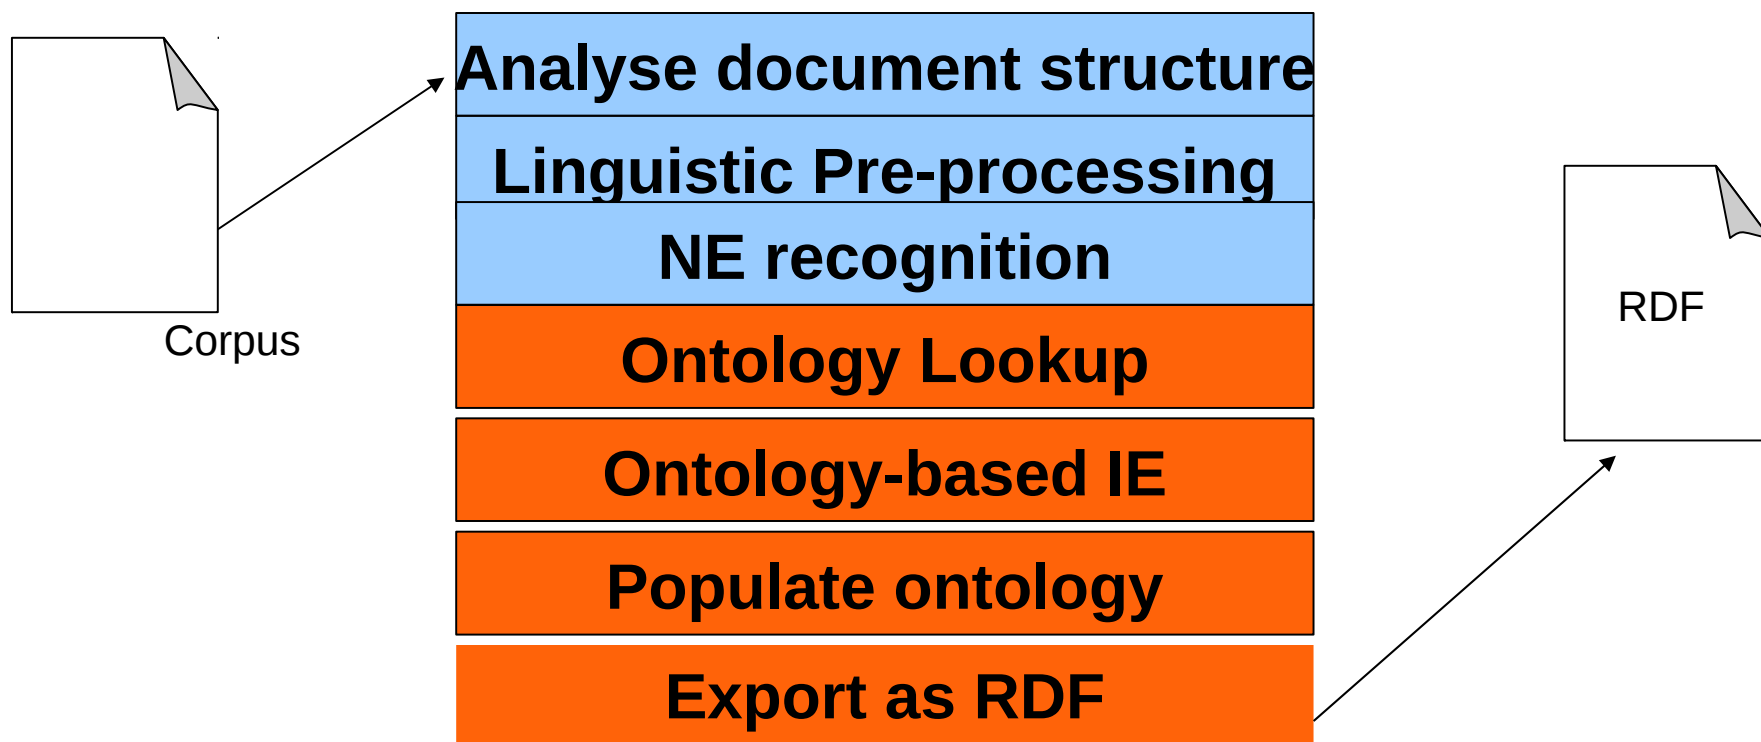 Analyse document structure
Linguistic Pre-processing
NE recognition
Corpus
Ontology Lookup
Ontology-based IE
Populate ontology
Export as RDF
RDF